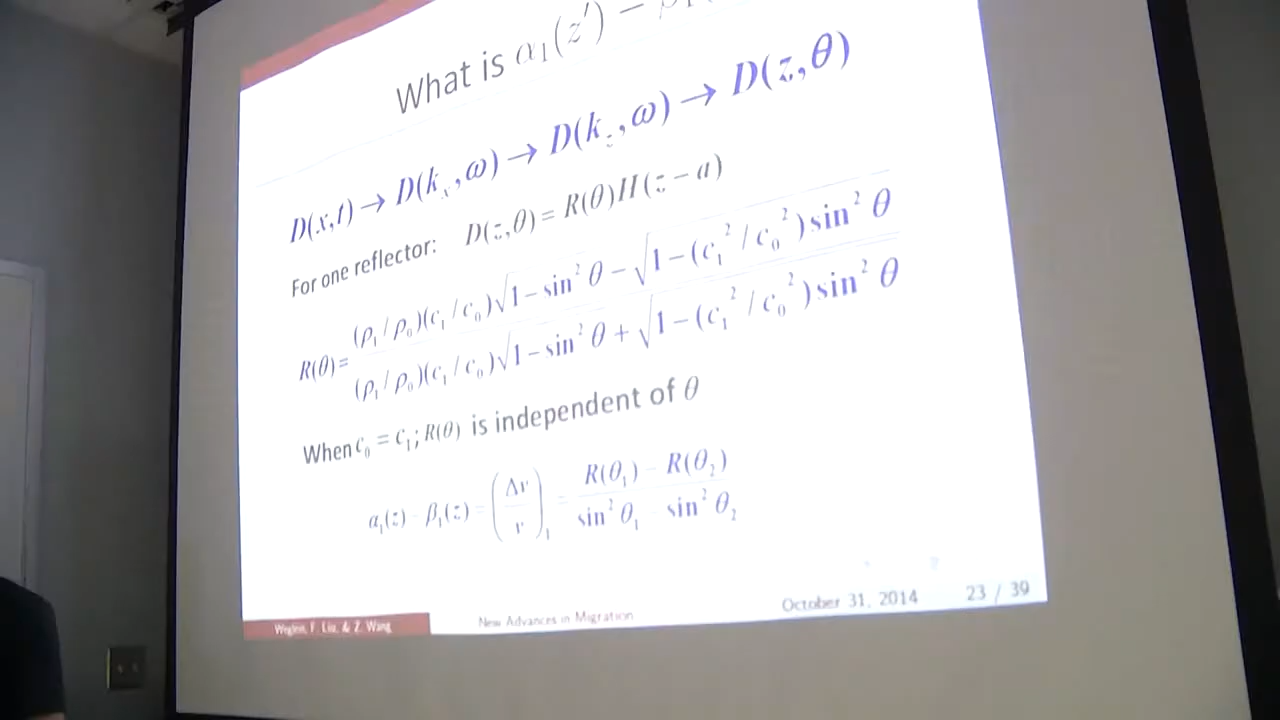 What is α₁(z′) −
D(x,t) → D(kₓ,ω) → D(k_z,ω) → D(z,θ)
For one reflector: D(z,θ) = R(θ)H(z − a)
R(θ) = (ρ₁/ρ₀)(c₁/c₀)√1 − sin²θ − √1 − (c₁²/c₀²)sin²θ
(ρ₁/ρ₀)(c₁/c₀)√1 − sin²θ + √1 − (c₁²/c₀²)sin²θ
When c₀ = c₁; R(θ) is independent of θ
α₁(z) − β₁(z) = (Δv/v)₁ = R(θ₁) − R(θ₂)
sin²θ₁ − sin²θ₂
& Z. Wang
New Advances in Migration
October 31, 2014
23 / 39